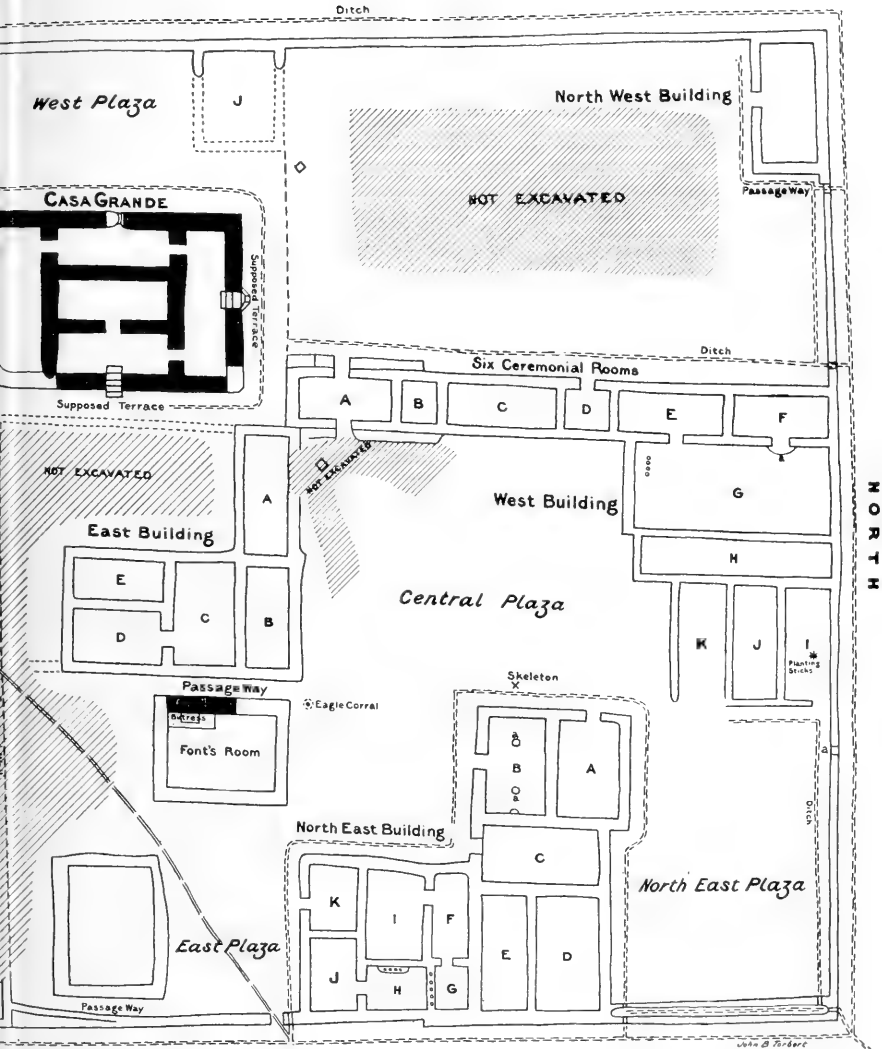 Ditch
West Plaza
J
North West Building
NOT EXCAVATED
CASA GRANDE
Passage Way
Supposed Terrace
Supposed Terrace
Ditch
Six Ceremonial Rooms
A
B
C
D
E
F
a
NOT EXCAVATED
NOT EXCAVATED
A
West Building
G
NORTH
East Building
H
E
C
B
D
Central Plaza
K
J
I
Planting Sticks
Skeleton
X
Passage Way
Eagle Corral
Butress
Font's Room
a
B
a
A
a
Ditch
North East Building
C
North East Plaza
K
I
F
East Plaza
E
D
J
H
G
Passage Way
John B Torbert